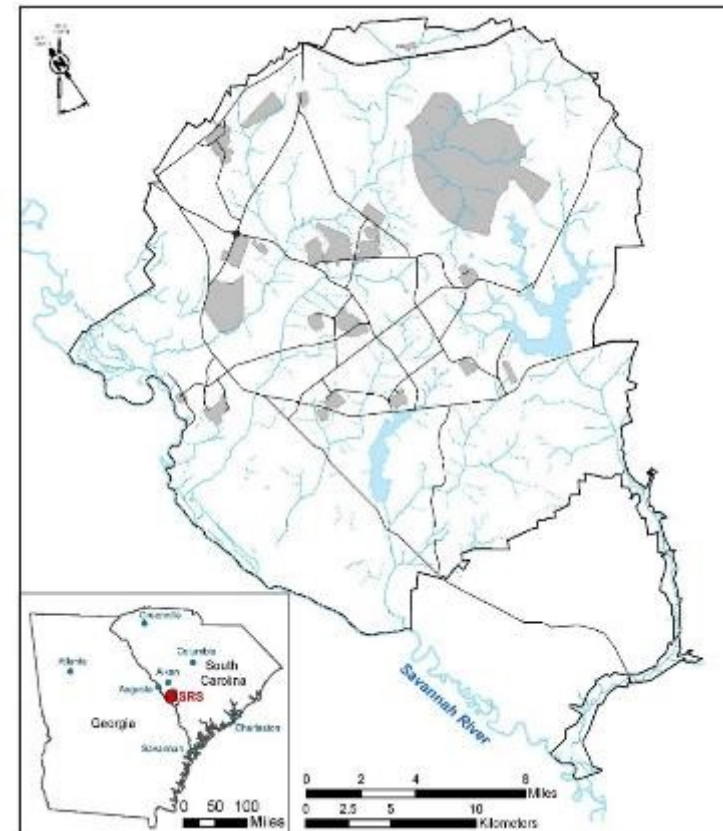 Greenville
Columbia
Atlanta
Aiken
South
Carolina
Augusta
SRS
Georgia
Charleston
Savannah
0 50 100
Miles
Savannah River
0 2 4 8
Miles
0 2.5 5 10
Kilometers